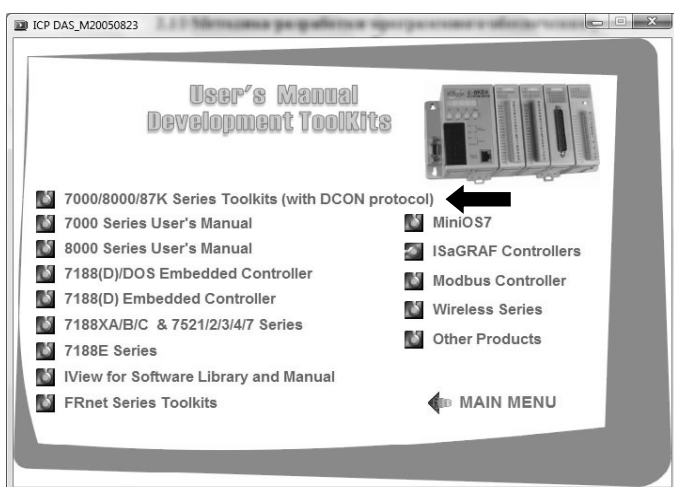 ICP DAS_M20050823
User's Manual
Development ToolKits
7000/8000/87K Series Toolkits (with DCON protocol)
7000 Series User's Manual
8000 Series User's Manual
7188(D)/DOS Embedded Controller
7188(D) Embedded Controller
7188XA/B/C & 7521/2/3/4/7 Series
7188E Series
IView for Software Library and Manual
FRnet Series Toolkits
MiniOS7
ISaGRAF Controllers
Modbus Controller
Wireless Series
Other Products
MAIN MENU